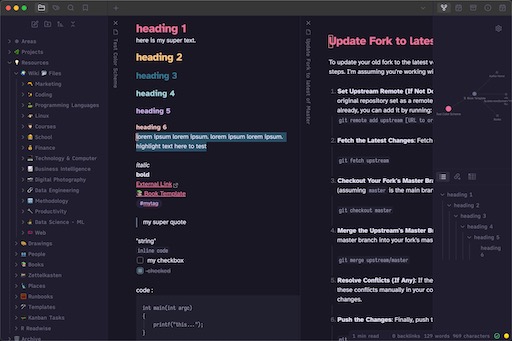 Areas
Projects
Resources
Wiki Files
Marketing
Coding
Programming Languages
Linux
Courses
School
Finance
Technology & Computer
Business Intelligence
Digital Photography
Data Engineering
Methodology
Productivity
Data Science - ML
Web
Drawings
People
Books
Zettelkasten
Places
Runbooks
Templates
Kanban Tasks
Readwise
Archive
Text Color Scheme
heading 1
here is my super text.
heading 2
heading 3
heading 4
heading 5
heading 6
lorem ipsum lorem ipsum. lorem ipsum lorem ipsum.
highlight text here to test
italic
bold
External Link
Book Template
#mytag
my super quote
"string"
inline code
my checkbox
checked
code :
int main(int argc)
{
printf("this...");
}
Update Fork to latest of Master
Update Fork to latest
To update your old fork to the latest v
steps. I'm assuming you're working wi
1. Set Upstream Remote (If Not D
original repository set as a remote
already, you can add it by running:
git remote add upstream [URL to or
2. Fetch the Latest Changes: Fetch
git fetch upstream
3. Checkout Your Fork's Master Br
(assuming master is the main bran
git checkout master
4. Merge the Upstream's Master Br
master branch into your fork's mas
git merge upstream/master
5. Resolve Conflicts (If Any): If the
these conflicts manually in your co
changes.
6. Push the Changes: Finally, push t
Text Color Scheme
heading 1
heading 2
heading 3
heading 4
heading 5
heading
6
1 min read 0 backlinks 129 words 969 characters